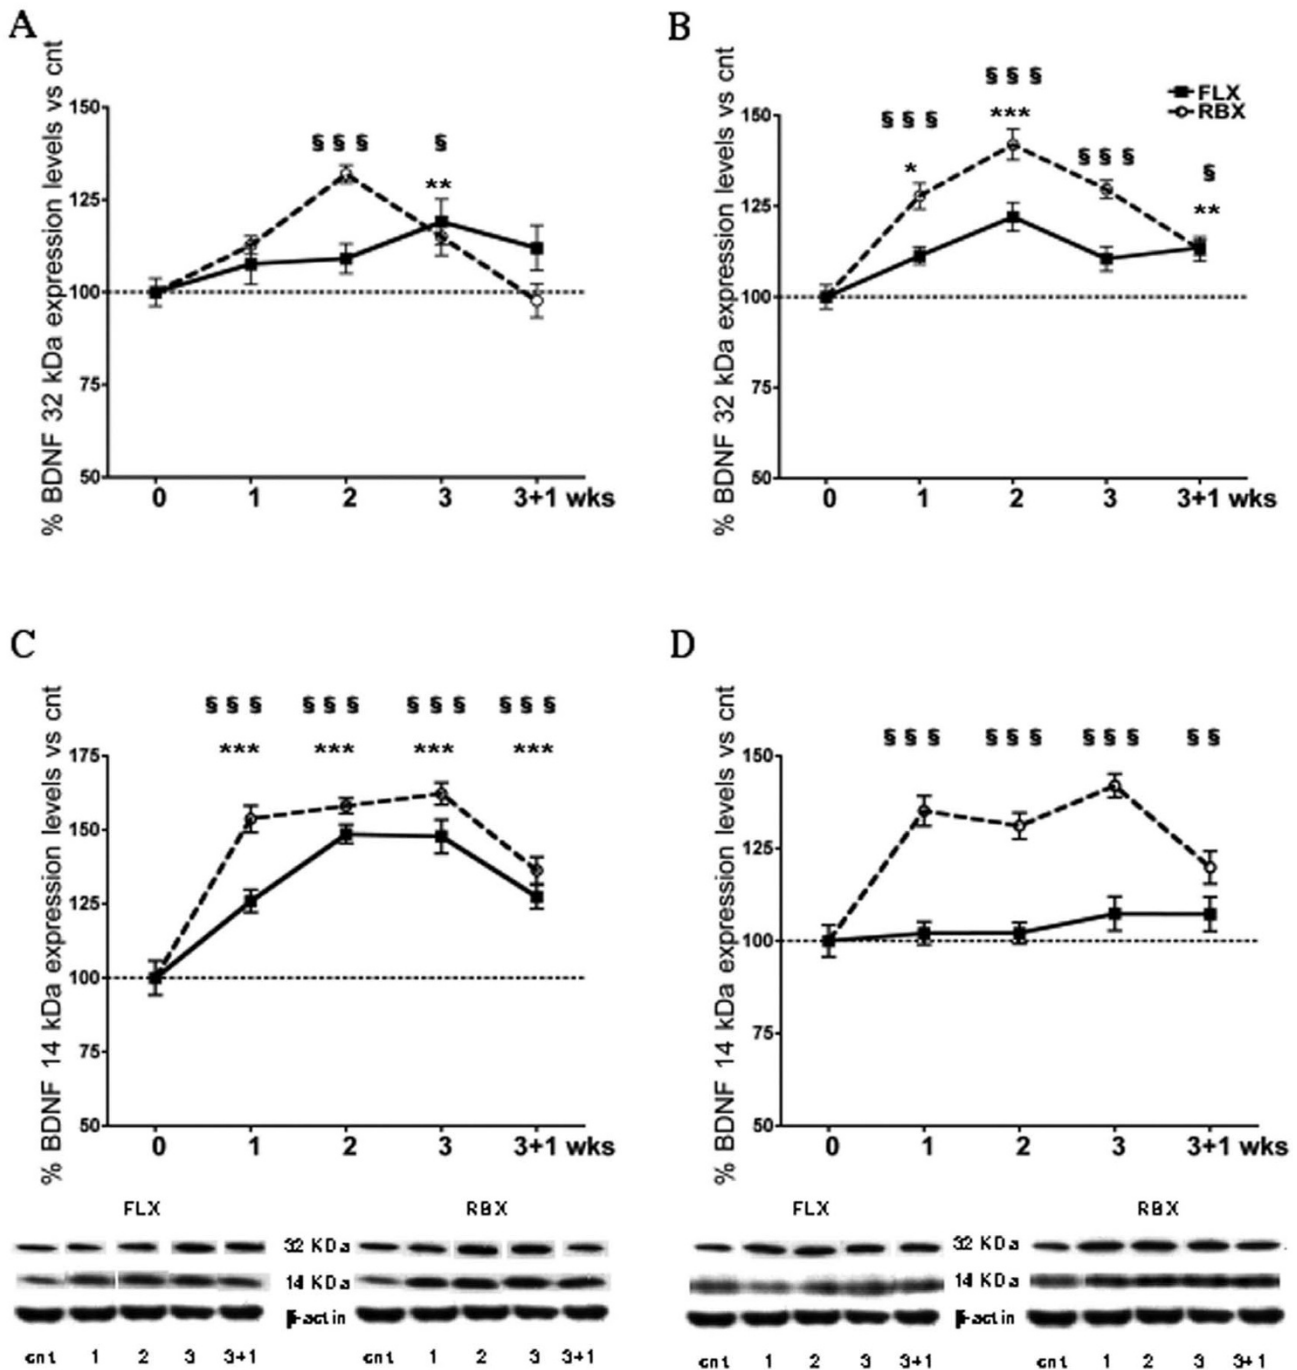 A
% BDNF 32 kDa expression levels vs cnt
150
125
100
75
50
§ § §
§
**
0 1 2 3 3+1 wks
B
% BDNF 32 kDa expression levels vs cnt
150
125
100
75
50
FLX
RBX
§ § §
§ § §
§ § §
§
*
***
**
0 1 2 3 3+1 wks
C
% BDNF 14 kDa expression levels vs cnt
175
150
125
100
75
50
§ § § § § § § § § § § §
*** *** *** ***
0 1 2 3 3+1 wks
D
% BDNF 14 kDa expression levels vs cnt
150
125
100
75
50
§ § § § § § § § § § §
0 1 2 3 3+1 wks
FLX RBX
32 KDa
14 KDa
-actin
cnt 1 2 3 3+1 cnt 1 2 3 3+1
FLX RBX
32 KDa
14 KDa
-actin
cnt 1 2 3 3+1 cnt 1 2 3 3+1